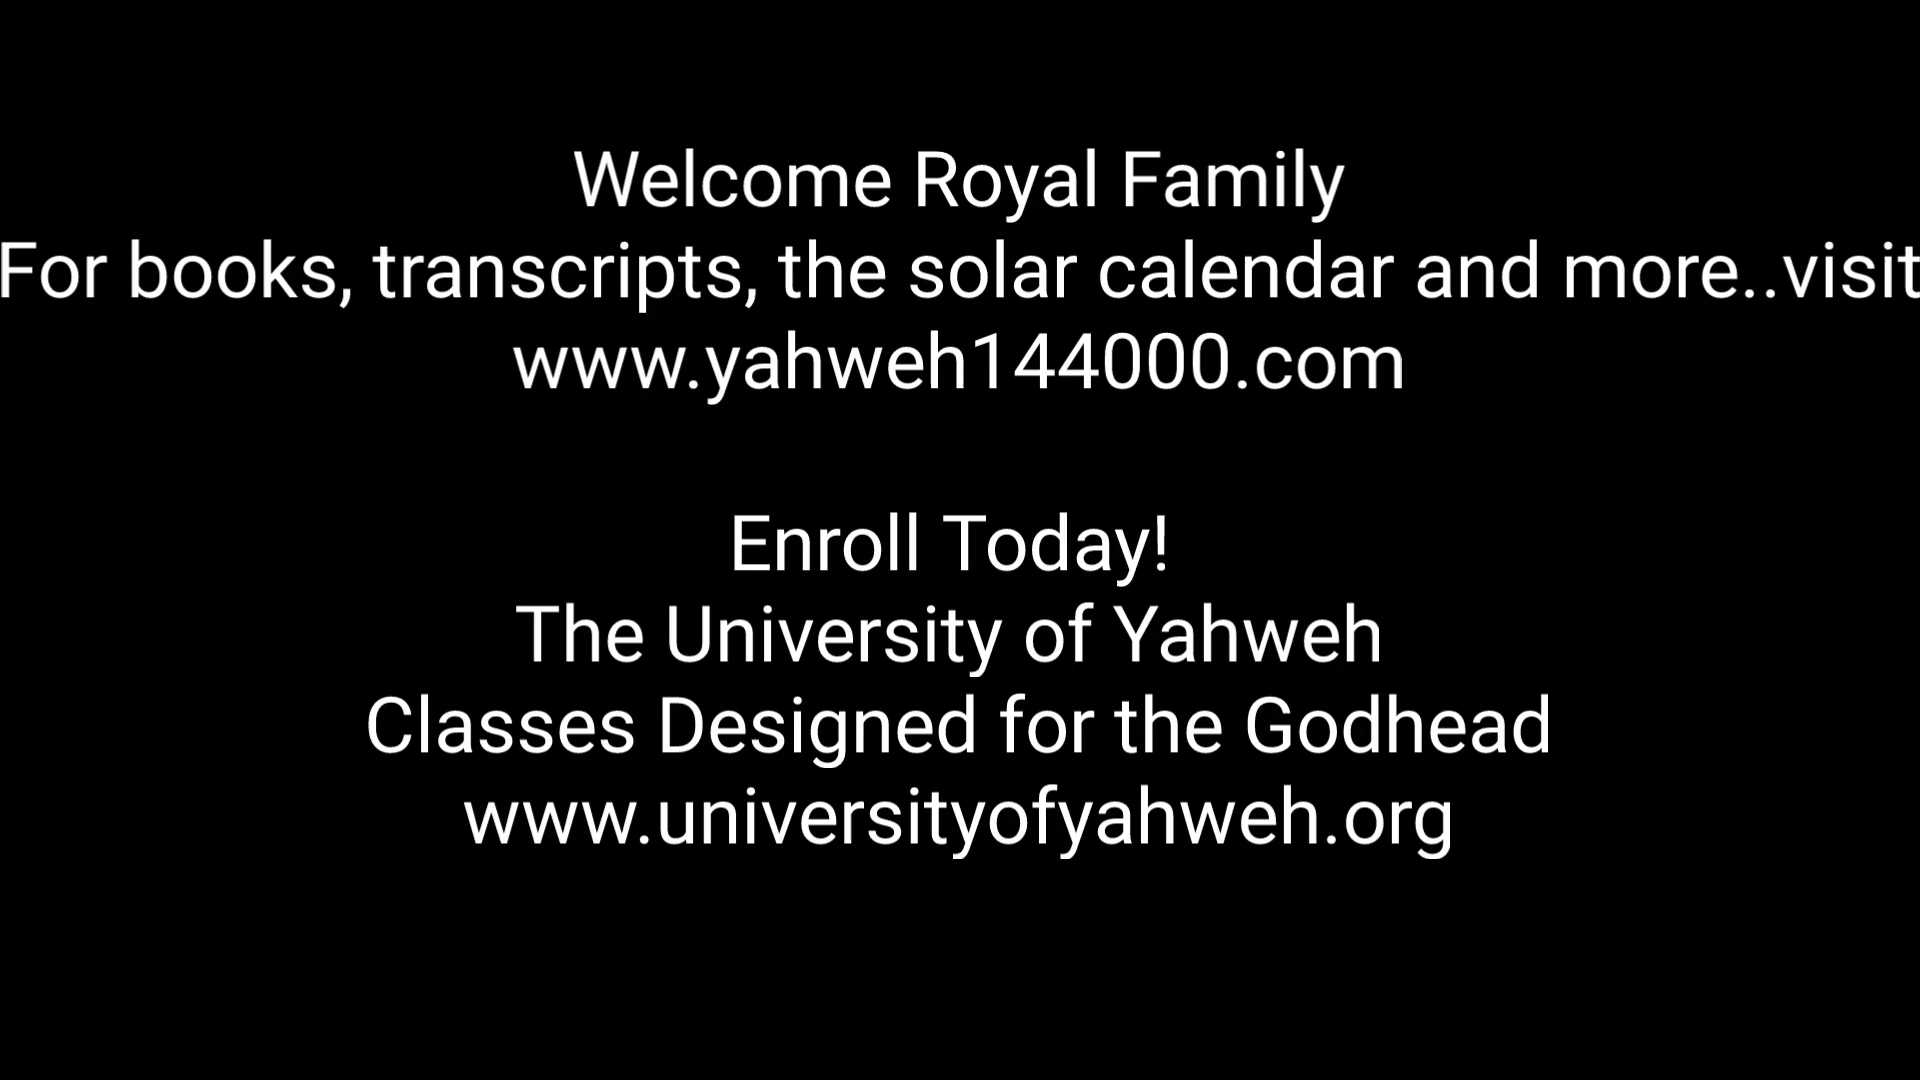 Welcome Royal Family
For books, transcripts, the solar calendar and more..visit
www.yahweh144000.com
Enroll Today!
The University of Yahweh
Classes Designed for the Godhead
www.universityofyahweh.org